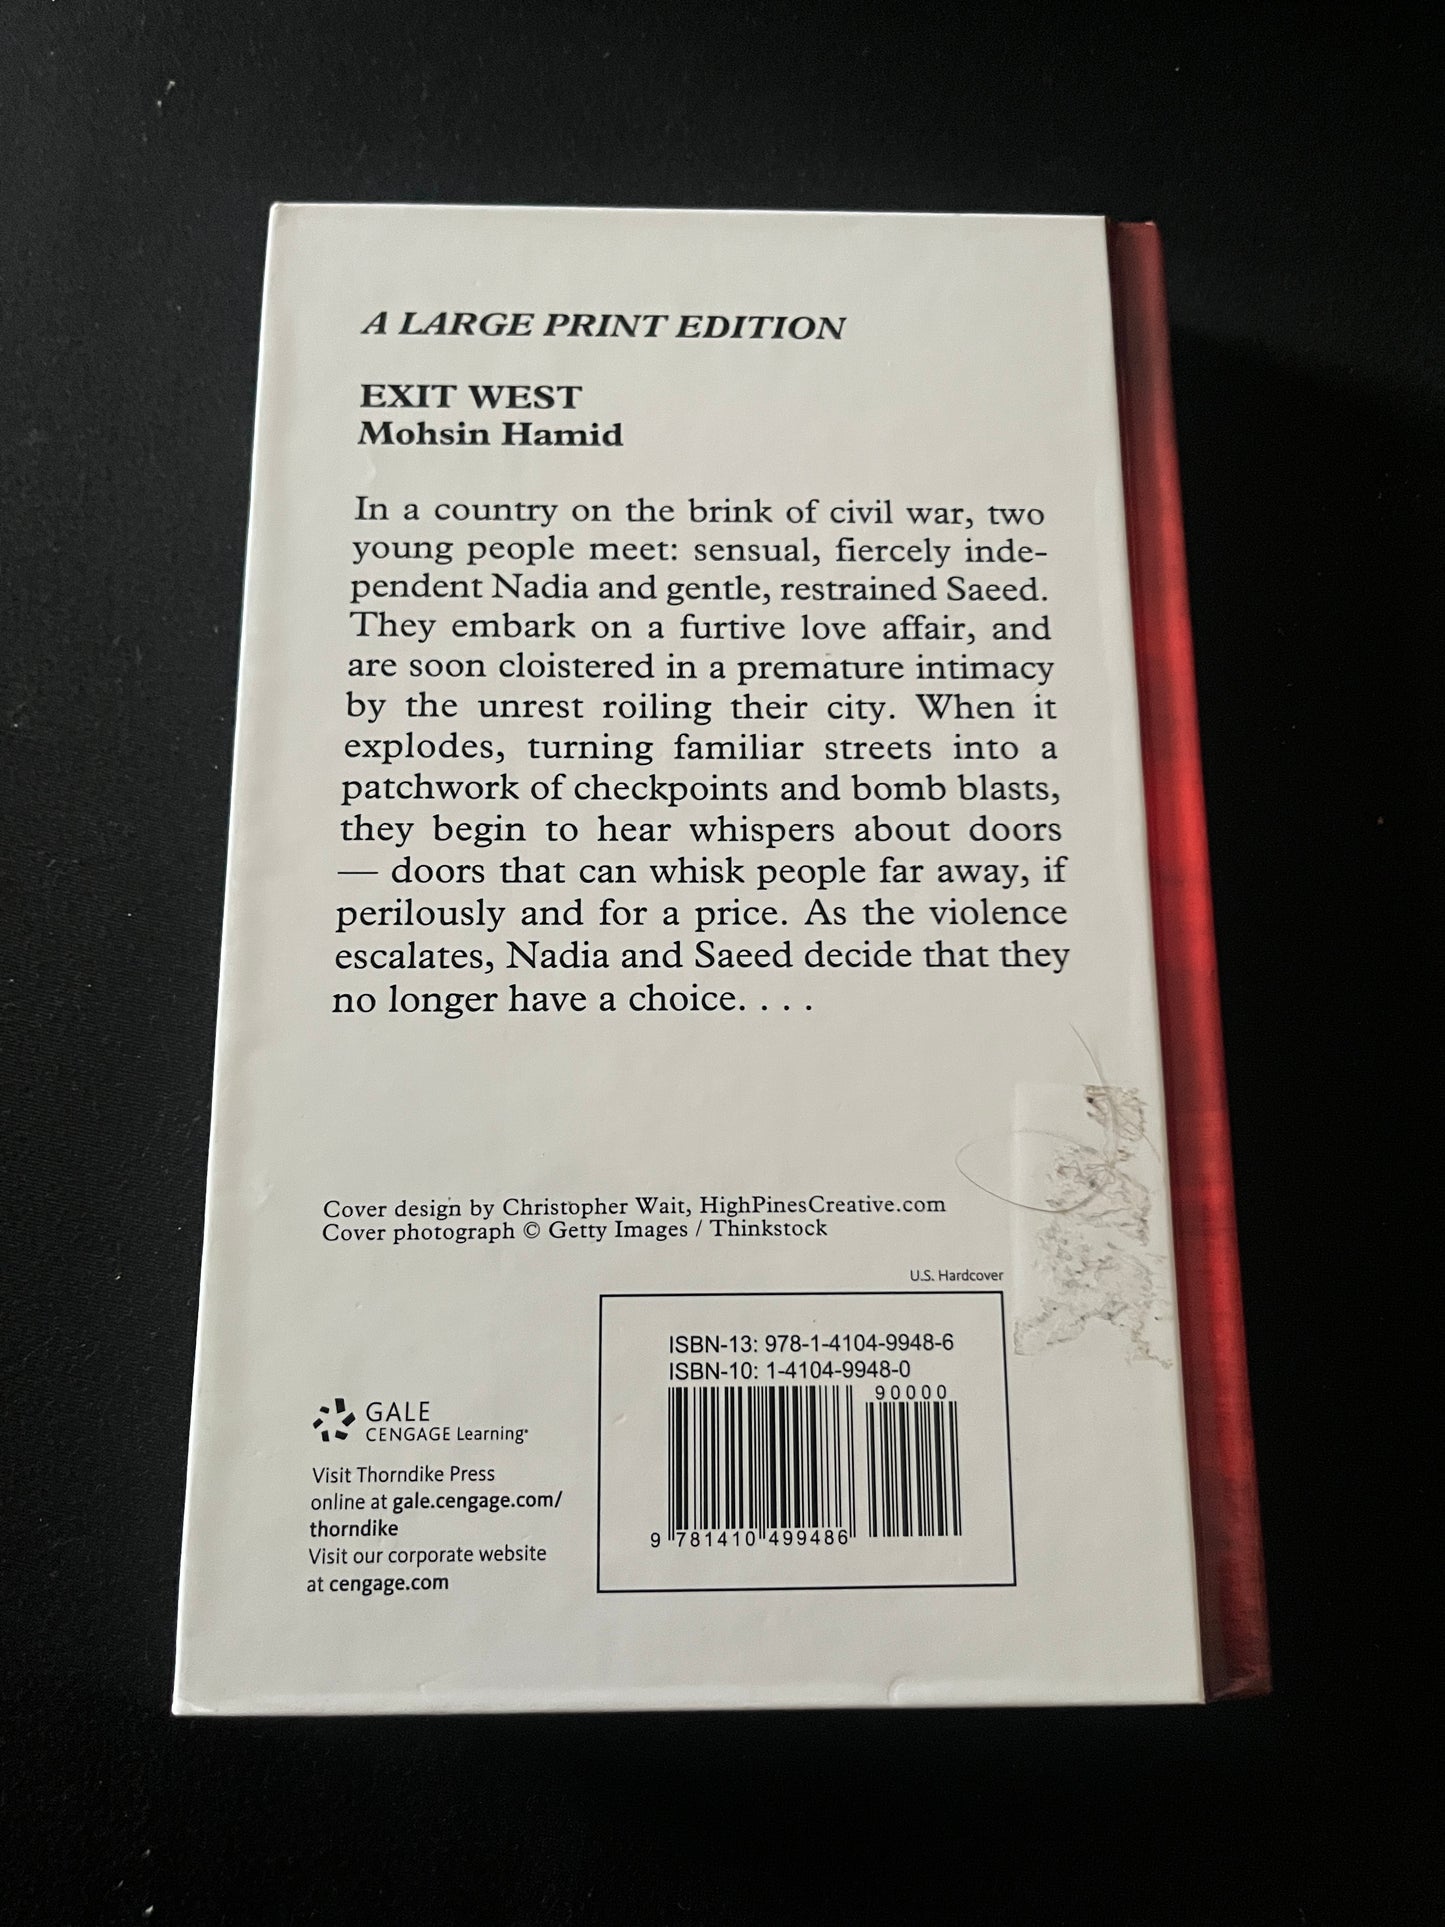 A LARGE PRINT EDITION
EXIT WEST
Mohsin Hamid
In a country on the brink of civil war, two
young people meet: sensual, fiercely inde-
pendent Nadia and gentle, restrained Saeed.
They embark on a furtive love affair, and
are soon cloistered in a premature intimacy
by the unrest roiling their city. When it
explodes, turning familiar streets into a
patchwork of checkpoints and bomb blasts,
they begin to hear whispers about doors
— doors that can whisk people far away, if
perilously and for a price. As the violence
escalates, Nadia and Saeed decide that they
no longer have a choice. . . .
Cover design by Christopher Wait, HighPinesCreative.com
Cover photograph © Getty Images / Thinkstock
U.S. Hardcover
ISBN-13: 978-1-4104-9948-6
ISBN-10: 1-4104-9948-0
90000
9 781410 499486
GALE
CENGAGE Learning®
Visit Thorndike Press
online at gale.cengage.com/
thorndike
Visit our corporate website
at cengage.com